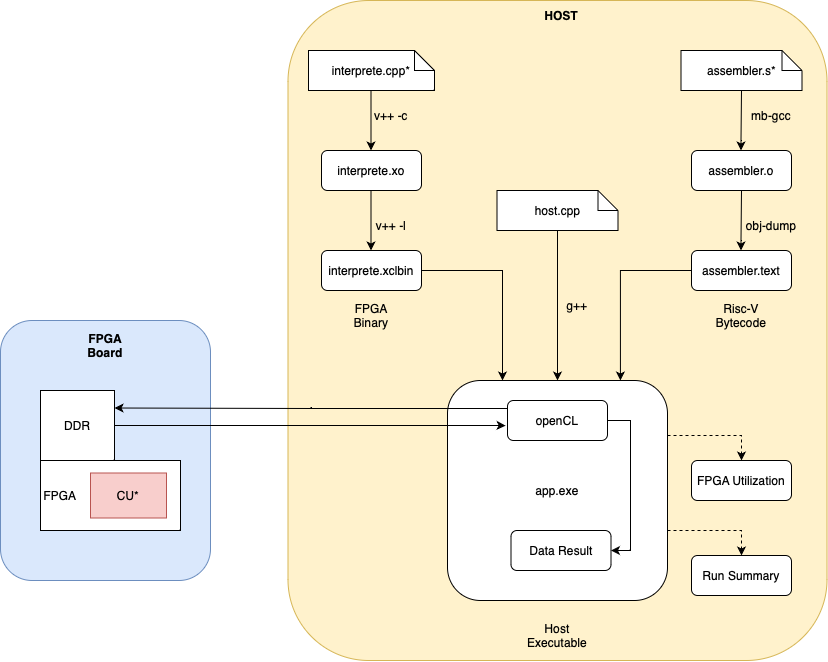 HOST
interprete.cpp*
assembler.s*
v++ -c
mb-gcc
interprete.xo
assembler.o
host.cpp
v++ -l
obj-dump
interprete.xclbin
assembler.text
FPGA
Binary
g++
Risc-V
Bytecode
FPGA
Board
DDR
openCL
FPGA
CU*
app.exe
FPGA Utilization
Data Result
Run Summary
Host
Executable